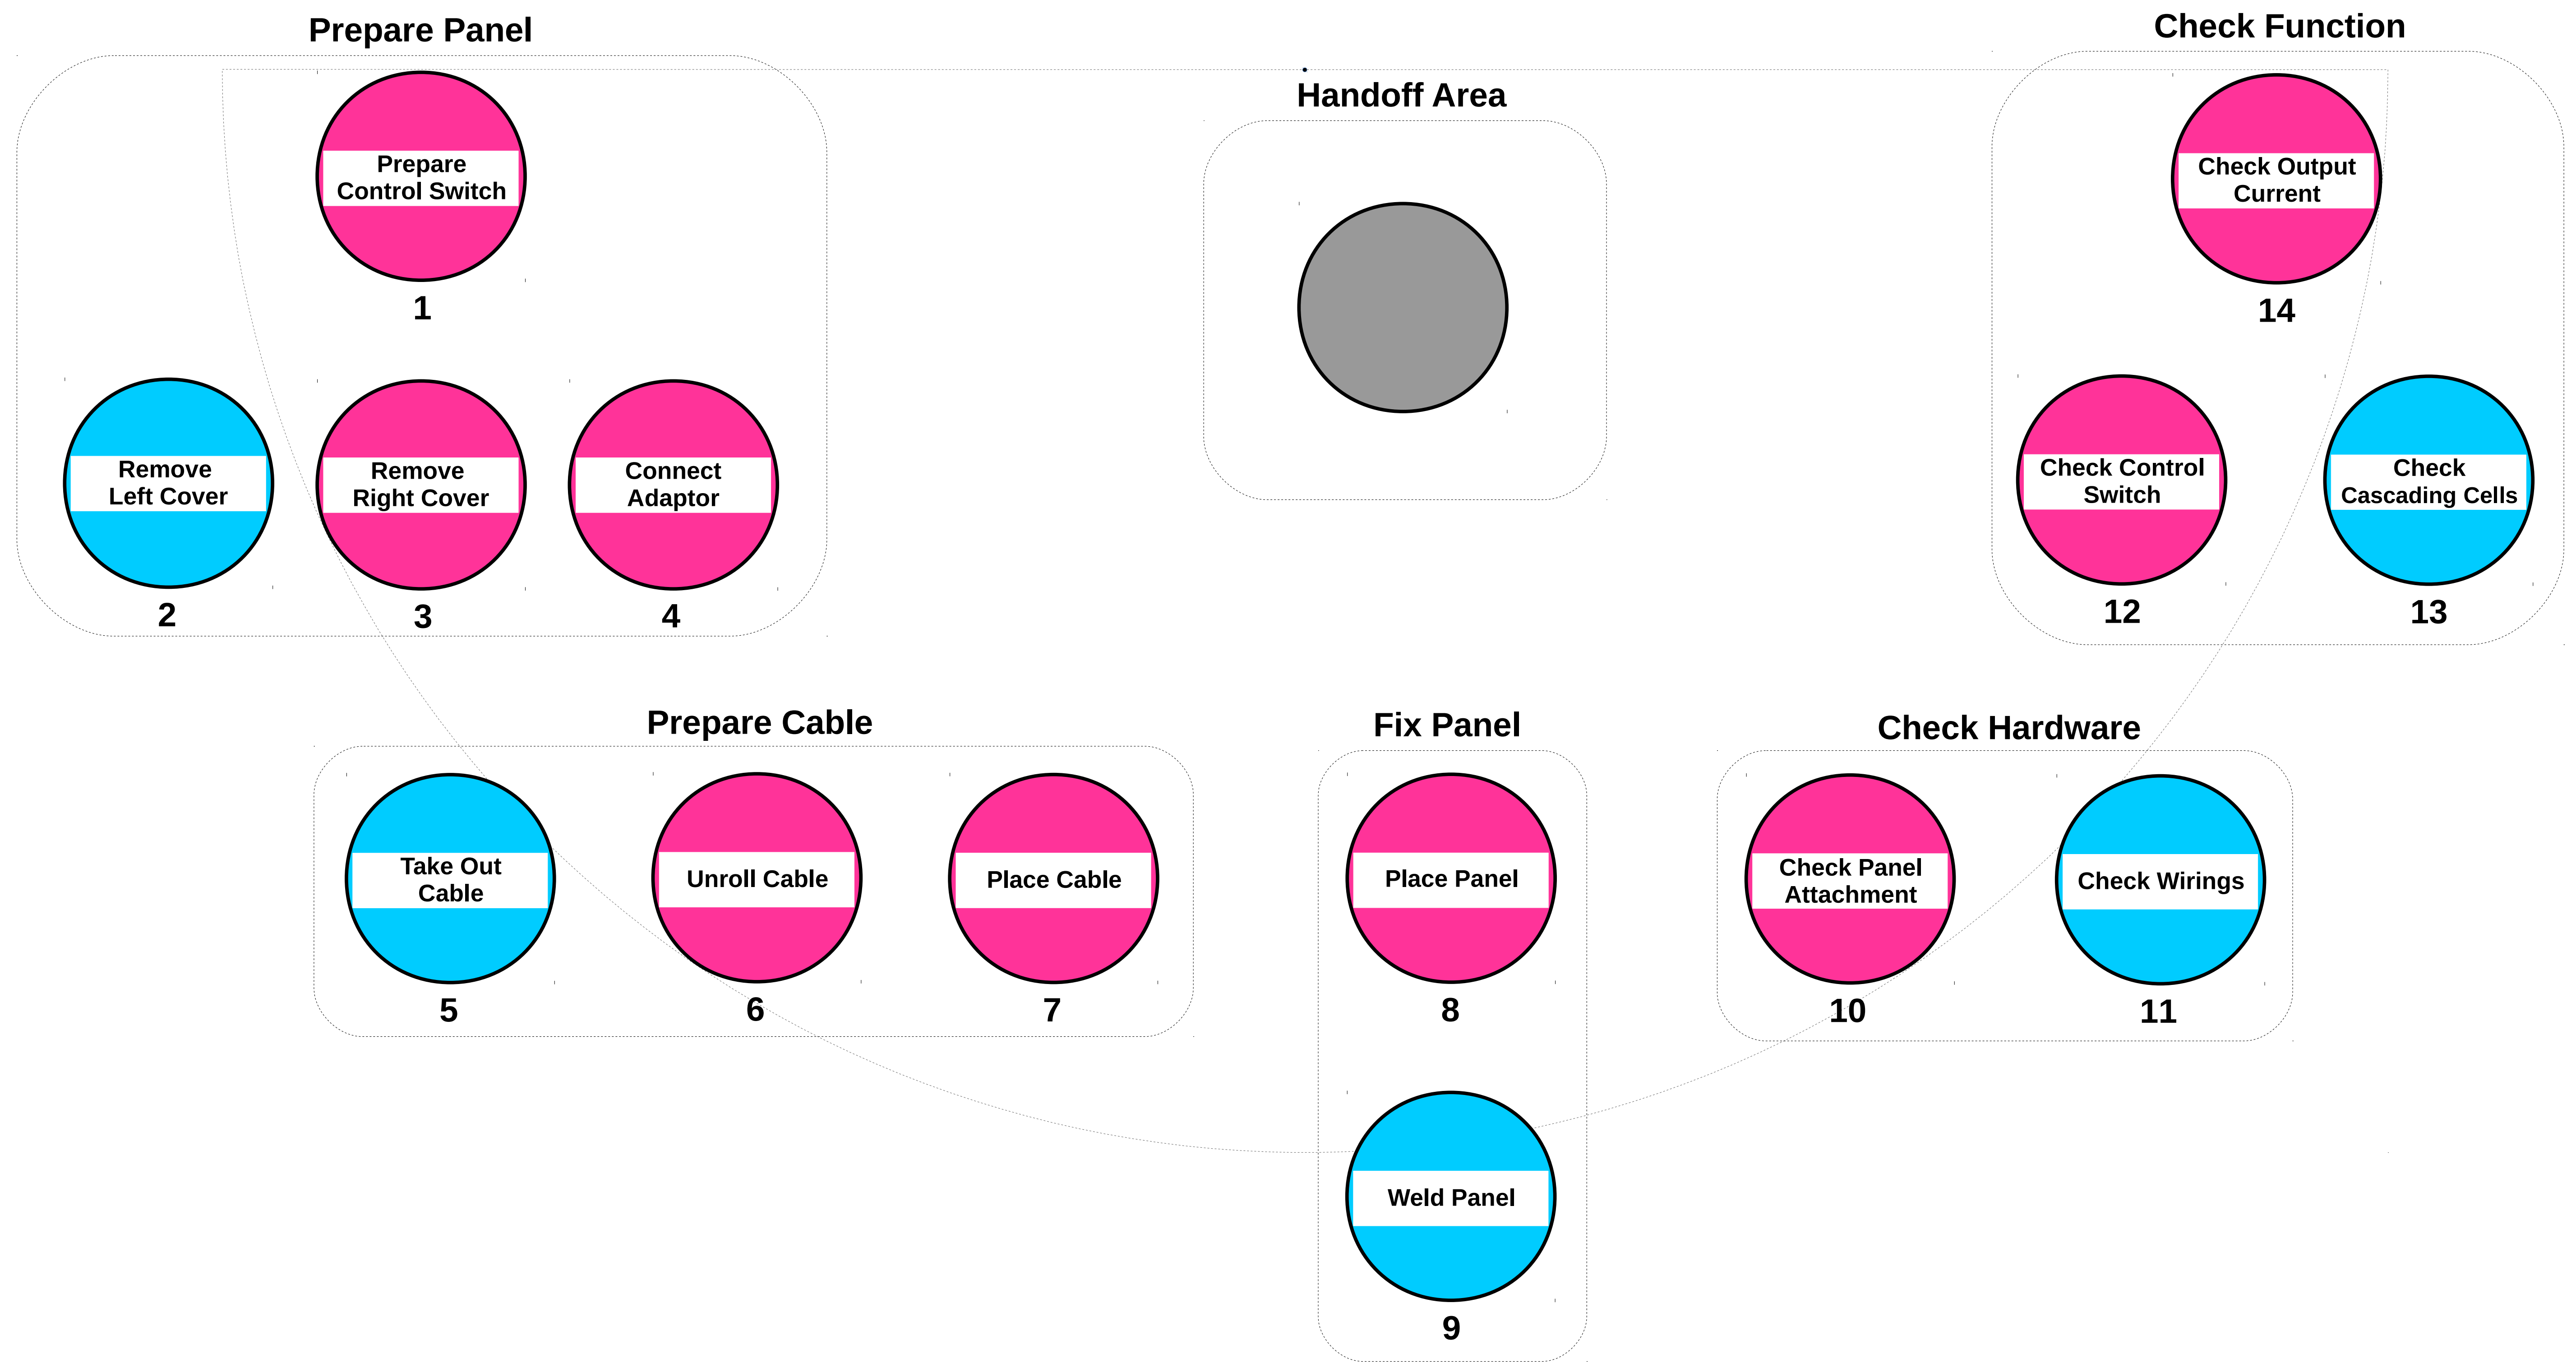 Prepare Panel
Prepare
Control Switch
1
Remove
Left Cover
2
Remove
Right Cover
3
Connect
Adaptor
4
Handoff Area
Check Function
Check Output
Current
14
Check Control
Switch
12
Check
Cascading Cells
13
Prepare Cable
Take Out
Cable
5
Unroll Cable
6
Place Cable
7
Fix Panel
Place Panel
8
Weld Panel
9
Check Hardware
Check Panel
Attachment
10
Check Wirings
11